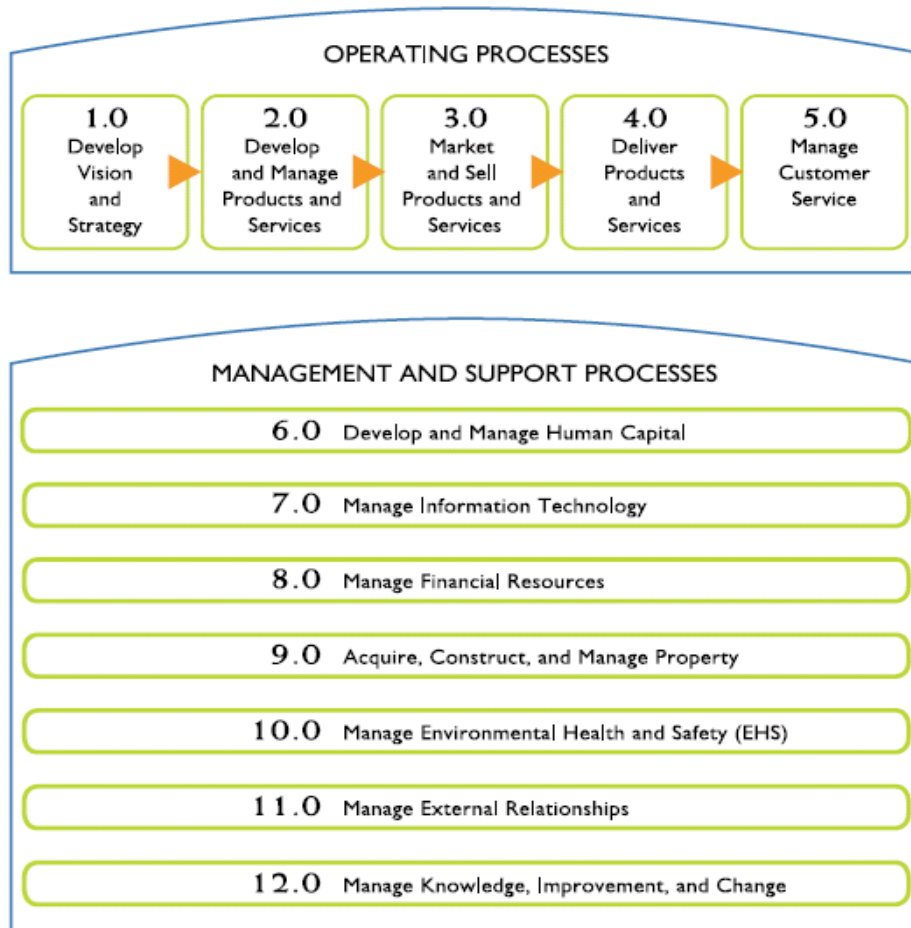 OPERATING PROCESSES
1.0
Develop
Vision
and
Strategy
2.0
Develop
and Manage
Products and
Services
3.0
Market
and Sell
Products and
Services
4.0
Deliver
Products
and
Services
5.0
Manage
Customer
Service
MANAGEMENT AND SUPPORT PROCESSES
6.0 Develop and Manage Human Capital
7.0 Manage Information Technology
8.0 Manage Financial Resources
9.0 Acquire, Construct, and Manage Property
10.0 Manage Environmental Health and Safety (EHS)
11.0 Manage External Relationships
12.0 Manage Knowledge, Improvement, and Change